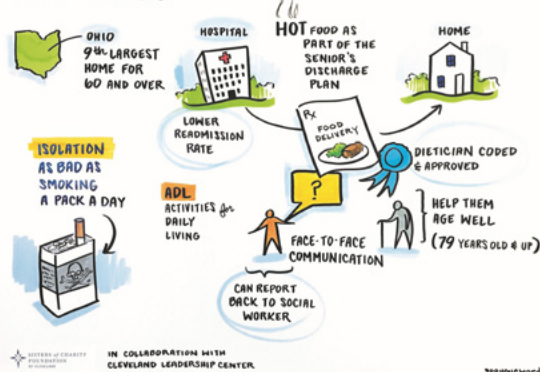 OHIO
9th LARGEST
HOME FOR
60 AND OVER
HOSPITAL
LOWER
READMISSION
RATE
HOT FOOD AS
PART OF THE
SENIOR'S
DISCHARGE
PLAN
HOME
Rx
FOOD
DELIVERY
DIETICIAN CODED
& APPROVED
ISOLATION
AS BAD AS
SMOKING
A PACK A DAY
ADL
ACTIVITIES for
DAILY
LIVING
?
FACE-TO-FACE
COMMUNICATION
CAN REPORT
BACK TO SOCIAL
WORKER
HELP THEM
AGE WELL
(79 YEARS OLD & UP)
SISTERS of CHARITY
FOUNDATION
OF CLEVELAND
IN COLLABORATION WITH
CLEVELAND LEADERSHIP CENTER